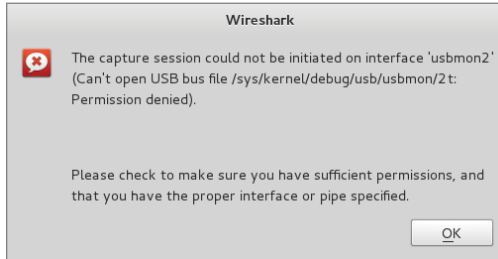 Wireshark
The capture session could not be initiated on interface 'usbmon2'
(Can't open USB bus file /sys/kernel/debug/usb/usbmon/2t:
Permission denied).
Please check to make sure you have sufficient permissions, and
that you have the proper interface or pipe specified.
OK